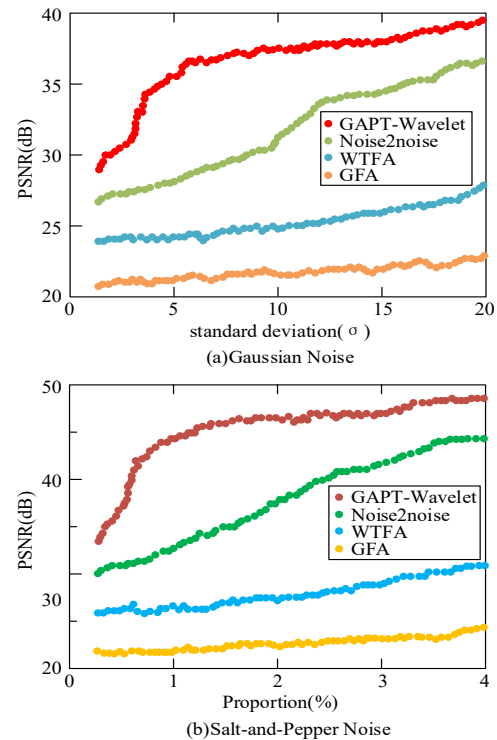 40
35
30
25
20
PSNR(dB)
GAPT-Wavelet
Noise2noise
WTFA
GFA
0 5 10 15 20
standard deviation( σ )
(a)Gaussian Noise
50
40
30
20
PSNR(dB)
GAPT-Wavelet
Noise2noise
WTFA
GFA
0 1 2 3 4
Proportion(%)
(b)Salt-and-Pepper Noise